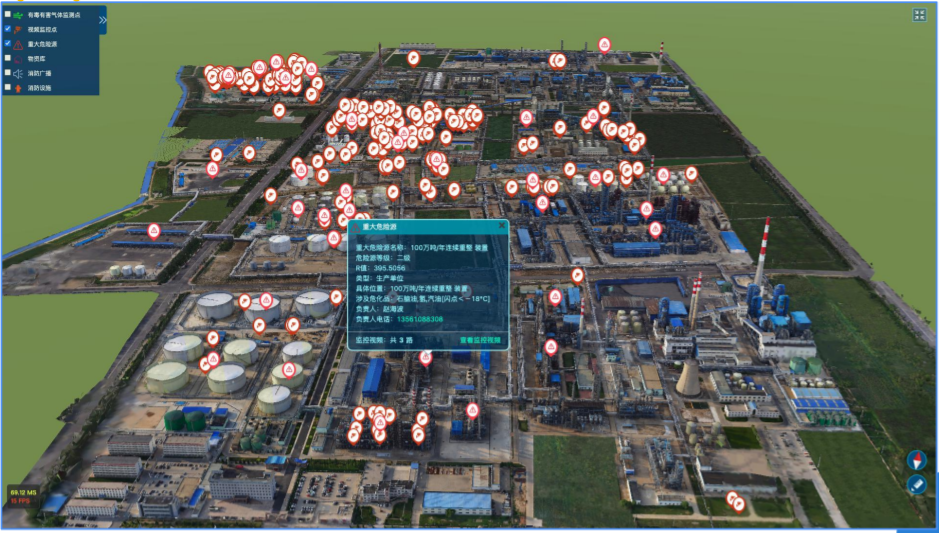 有毒有害气体监测点
视频监控点
重大危险源
物资库
消防广播
消防设施
重大危险源
重大危险源名称：100万吨/年连续重整 装置
危险源等级：二级
R值：395.5056
类型：生产单位
具体位置：100万吨/年连续重整 装置
涉及危化品：石脑油,氢,汽油[闪点＜－18°C]
负责人：赵海波
负责人电话：13561088308
监控视频：共 3 路
查看监控视频
89.12 MS
15 FPS